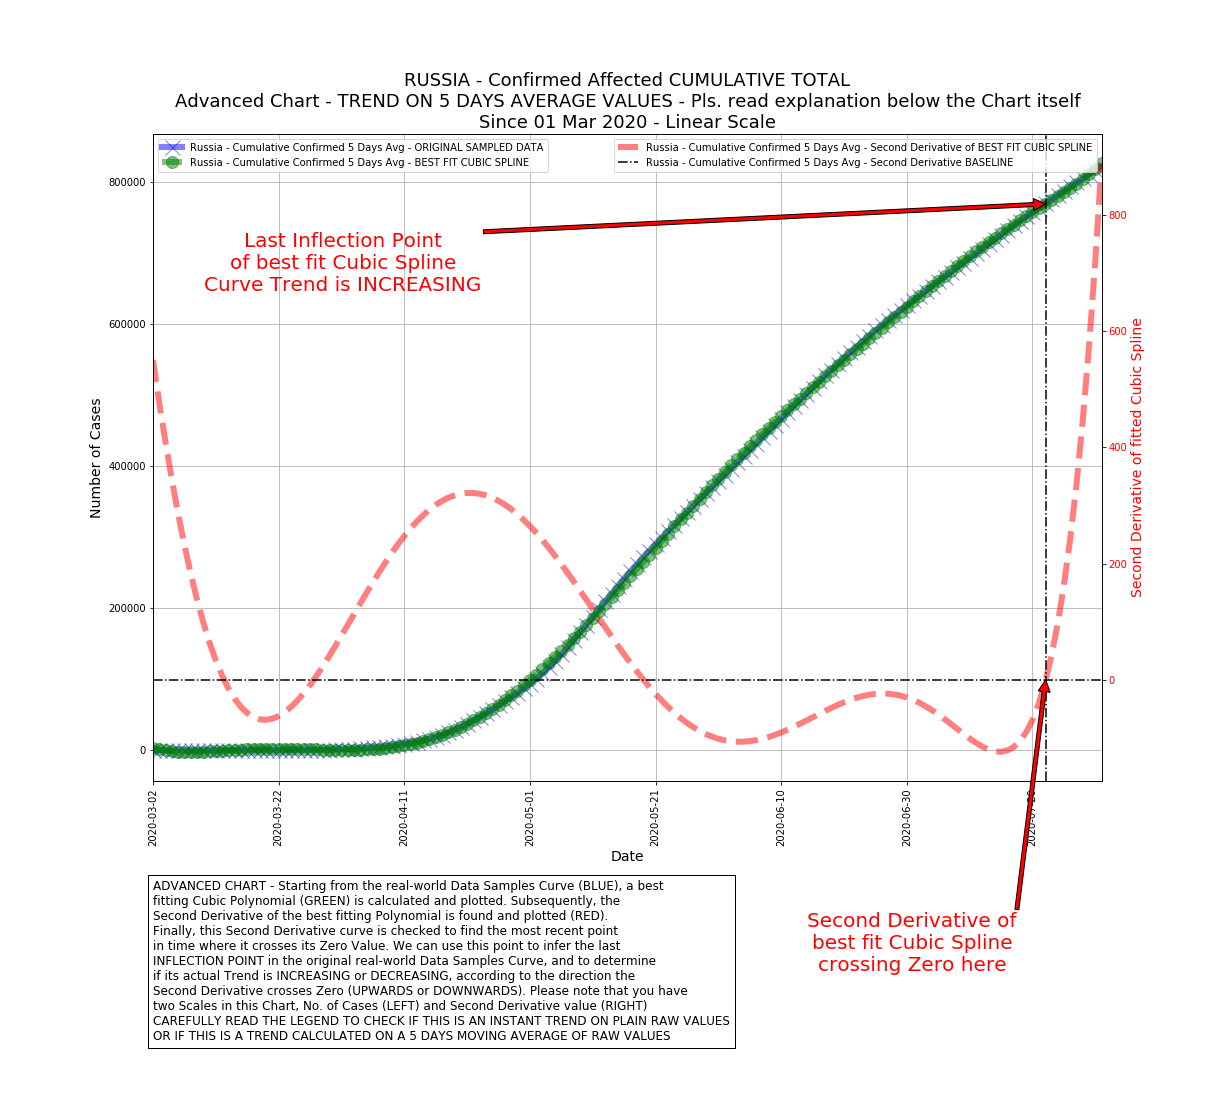 RUSSIA - Confirmed Affected CUMULATIVE TOTAL
Advanced Chart - TREND ON 5 DAYS AVERAGE VALUES - Pls. read explanation below the Chart itself
Since 01 Mar 2020 - Linear Scale
Russia - Cumulative Confirmed 5 Days Avg - ORIGINAL SAMPLED DATA
Russia - Cumulative Confirmed 5 Days Avg - BEST FIT CUBIC SPLINE
Russia - Cumulative Confirmed 5 Days Avg - Second Derivative of BEST FIT CUBIC SPLINE
Russia - Cumulative Confirmed 5 Days Avg - Second Derivative BASELINE
Last Inflection Point
of best fit Cubic Spline
Curve Trend is INCREASING
Number of Cases
800000
600000
400000
200000
0
800
600
400
200
0
Second Derivative of fitted Cubic Spline
2020-03-02
2020-03-22
2020-04-11
2020-05-01
2020-05-21
2020-06-10
2020-06-30
2020-07-20
Date
ADVANCED CHART - Starting from the real-world Data Samples Curve (BLUE), a best
fitting Cubic Polynomial (GREEN) is calculated and plotted. Subsequently, the
Second Derivative of the best fitting Polynomial is found and plotted (RED).
Finally, this Second Derivative curve is checked to find the most recent point
in time where it crosses its Zero Value. We can use this point to infer the last
INFLECTION POINT in the original real-world Data Samples Curve, and to determine
if its actual Trend is INCREASING or DECREASING, according to the direction the
Second Derivative crosses Zero (UPWARDS or DOWNWARDS). Please note that you have
two Scales in this Chart, No. of Cases (LEFT) and Second Derivative value (RIGHT)
CAREFULLY READ THE LEGEND TO CHECK IF THIS IS AN INSTANT TREND ON PLAIN RAW VALUES
OR IF THIS IS A TREND CALCULATED ON A 5 DAYS MOVING AVERAGE OF RAW VALUES
Second Derivative of
best fit Cubic Spline
crossing Zero here